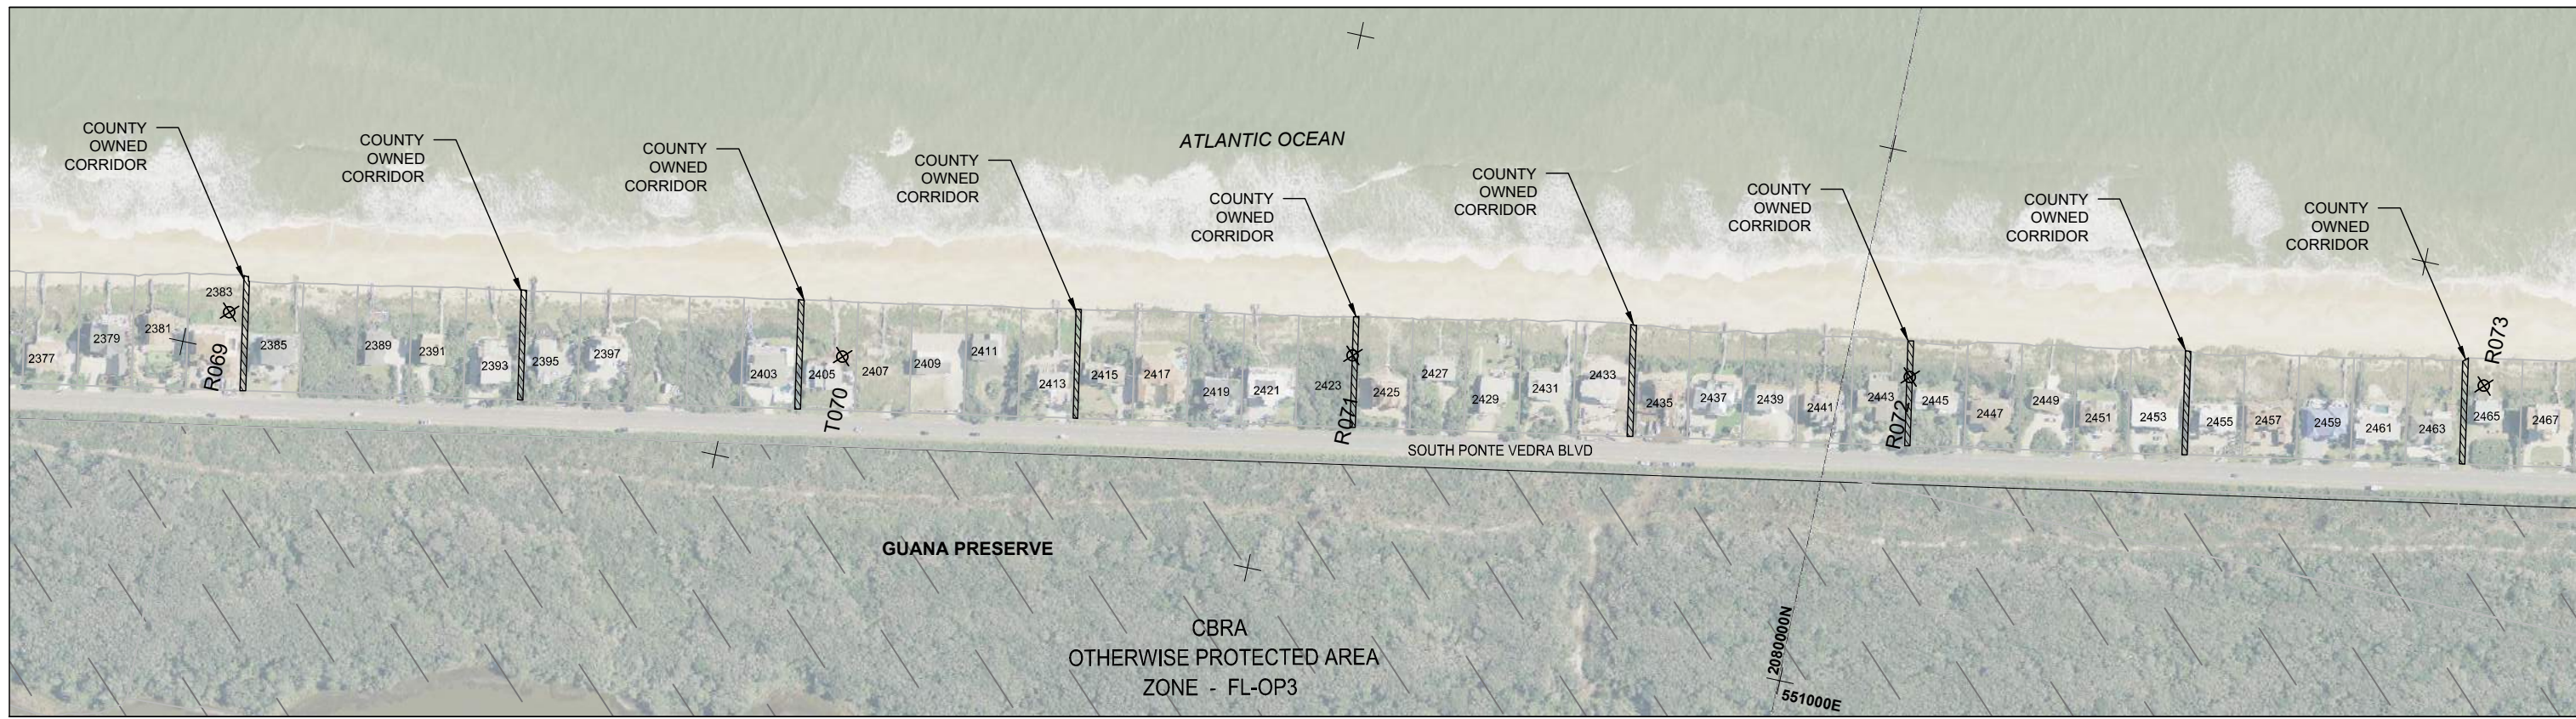 COUNTY
OWNED
CORRIDOR
COUNTY
OWNED
CORRIDOR
COUNTY
OWNED
CORRIDOR
COUNTY
OWNED
CORRIDOR
ATLANTIC OCEAN
COUNTY
OWNED
CORRIDOR
COUNTY
OWNED
CORRIDOR
COUNTY
OWNED
CORRIDOR
COUNTY
OWNED
CORRIDOR
COUNTY
OWNED
CORRIDOR
2377
2379
2381
2383
R069
2385
2389
2391
2393
2395
2397
2403
2405
T070
2407
2409
2411
2413
2415
2417
2419
2421
2423
R071
2425
2427
2429
2431
2433
2435
2437
2439
2441
2443
R072
2445
2447
2449
2451
2453
2455
2457
2459
2461
2463
2465
R073
2467
SOUTH PONTE VEDRA BLVD
GUANA PRESERVE
CBRA
OTHERWISE PROTECTED AREA
ZONE - FL-OP3
2080000N
551000E